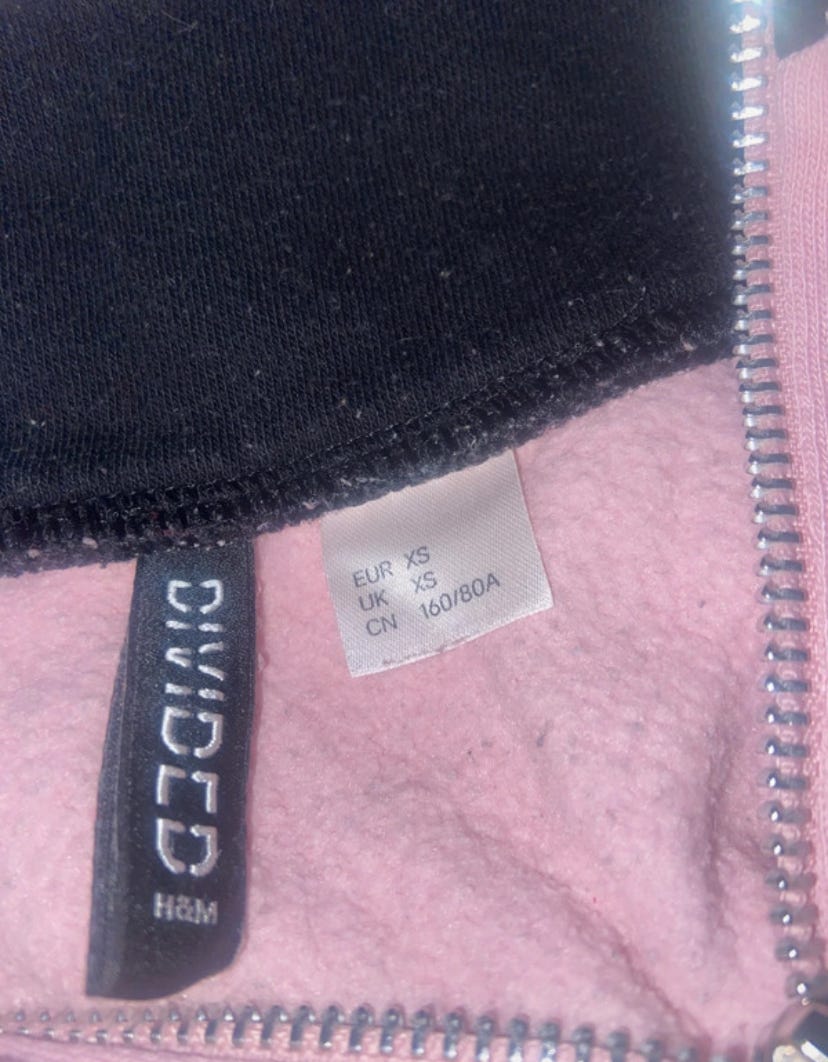 EUR XS
UK XS
CN 160/80A
DIVIDED
H&M